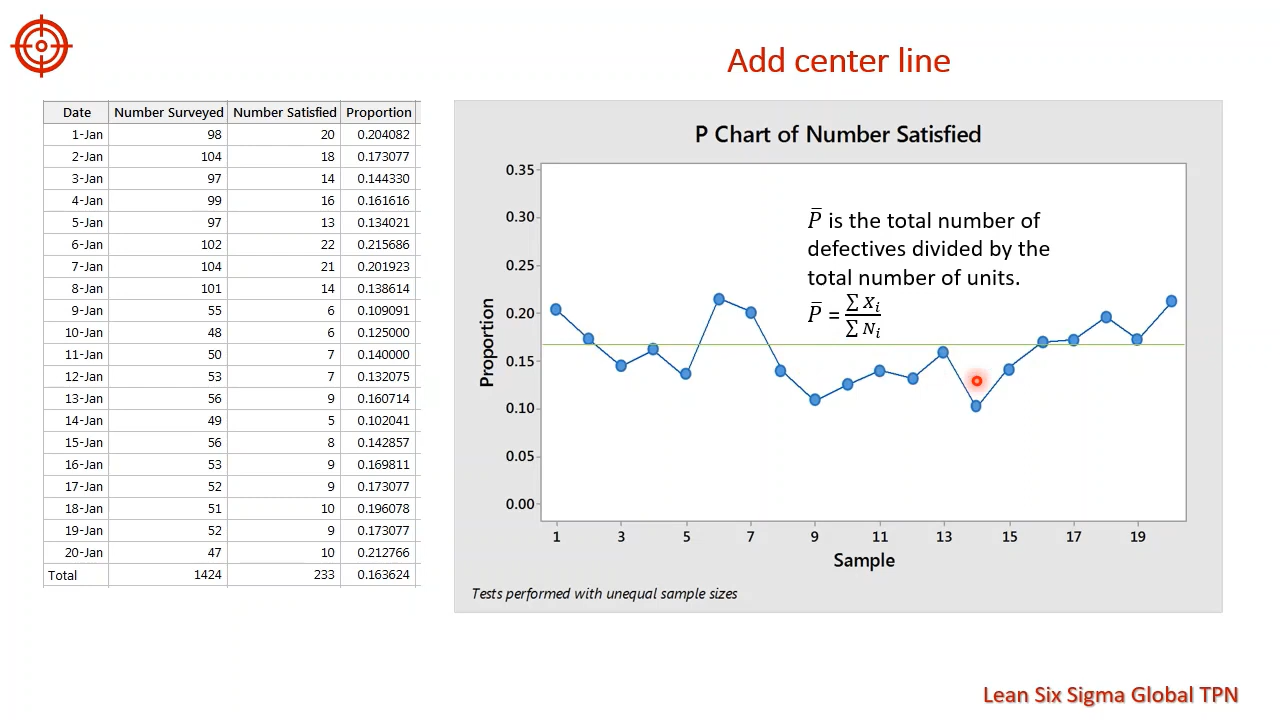 Add center line
Date Number Surveyed Number Satisfied Proportion
1-Jan 98 20 0.204082
2-Jan 104 18 0.173077
3-Jan 97 14 0.144330
4-Jan 99 16 0.161616
5-Jan 97 13 0.134021
6-Jan 102 22 0.215686
7-Jan 104 21 0.201923
8-Jan 101 14 0.138614
9-Jan 55 6 0.109091
10-Jan 48 6 0.125000
11-Jan 50 7 0.140000
12-Jan 53 7 0.132075
13-Jan 56 9 0.160714
14-Jan 49 5 0.102041
15-Jan 56 8 0.142857
16-Jan 53 9 0.169811
17-Jan 52 9 0.173077
18-Jan 51 10 0.196078
19-Jan 52 9 0.173077
20-Jan 47 10 0.212766
Total 1424 233 0.163624
P Chart of Number Satisfied
0.35
0.30
0.25
0.20
0.15
0.10
0.05
0.00
Proportion
P̅ is the total number of
defectives divided by the
total number of units.
P̅ = ∑ Xᵢ / ∑ Nᵢ
1 3 5 7 9 11 13 15 17 19
Sample
Tests performed with unequal sample sizes
Lean Six Sigma Global TPN